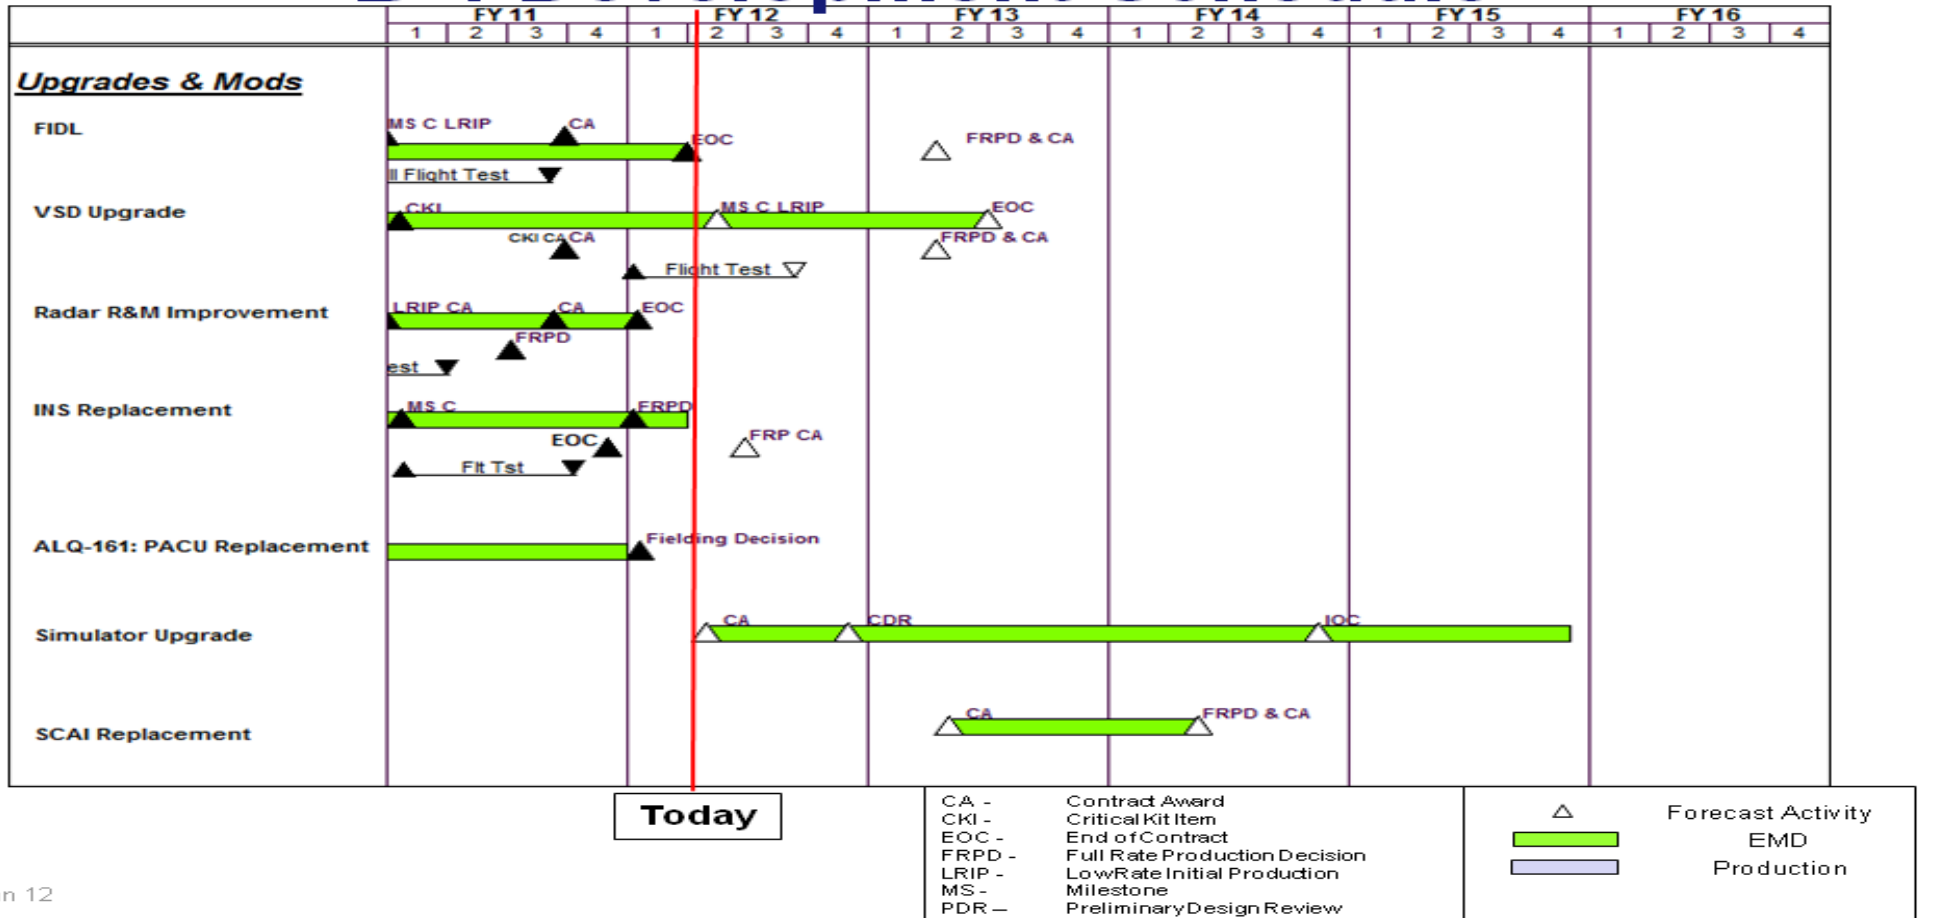 Development Schedule
FY 11 FY 12 FY 13 FY 14 FY 15 FY 16
1 2 3 4 1 2 3 4 1 2 3 4 1 2 3 4 1 2 3 4 1 2 3 4
Upgrades & Mods
FIDL
MS C LRIP CA EOC FRPD & CA
II Flight Test
VSD Upgrade
CKI MS C LRIP EOC
CKI CA CA FRPD & CA
Flight Test
Radar R&M Improvement
LRIP CA CA EOC
FRPD
est
INS Replacement
MS C FRPD
EOC FRP CA
Flt Tst
ALQ-161: PACU Replacement
Fielding Decision
Simulator Upgrade
CA CDR IOC
SCAI Replacement
CA FRPD & CA
Today
CA - Contract Award
CKI - Critical Kit Item
EOC - End of Contract
FRPD - Full Rate Production Decision
LRIP - Low Rate Initial Production
MS - Milestone
PDR – Preliminary Design Review
Forecast Activity
EMD
Production
n 12